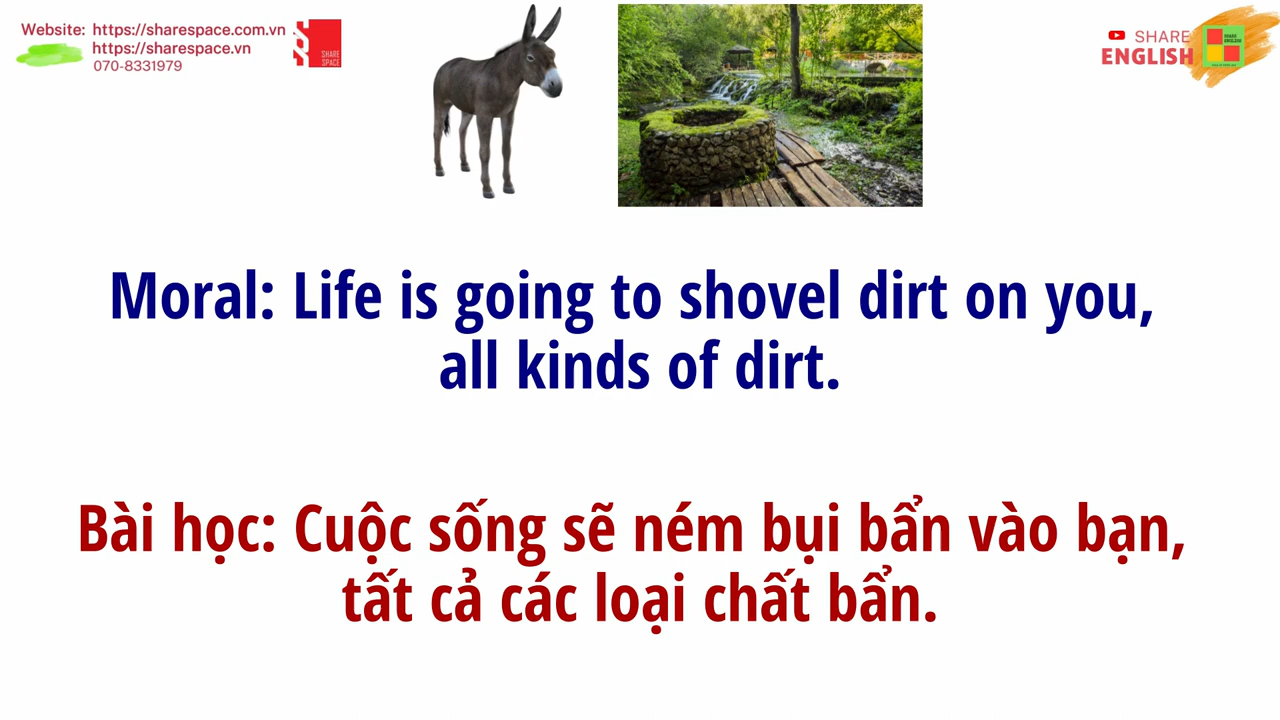 Website: https://sharespace.com.vn
https://sharespace.vn
070-8331979
SHARE
SPACE
SHARE
ENGLISH
SHARE
ENGLISH
Moral: Life is going to shovel dirt on you,
all kinds of dirt.
Bài học: Cuộc sống sẽ ném bụi bẩn vào bạn,
tất cả các loại chất bẩn.